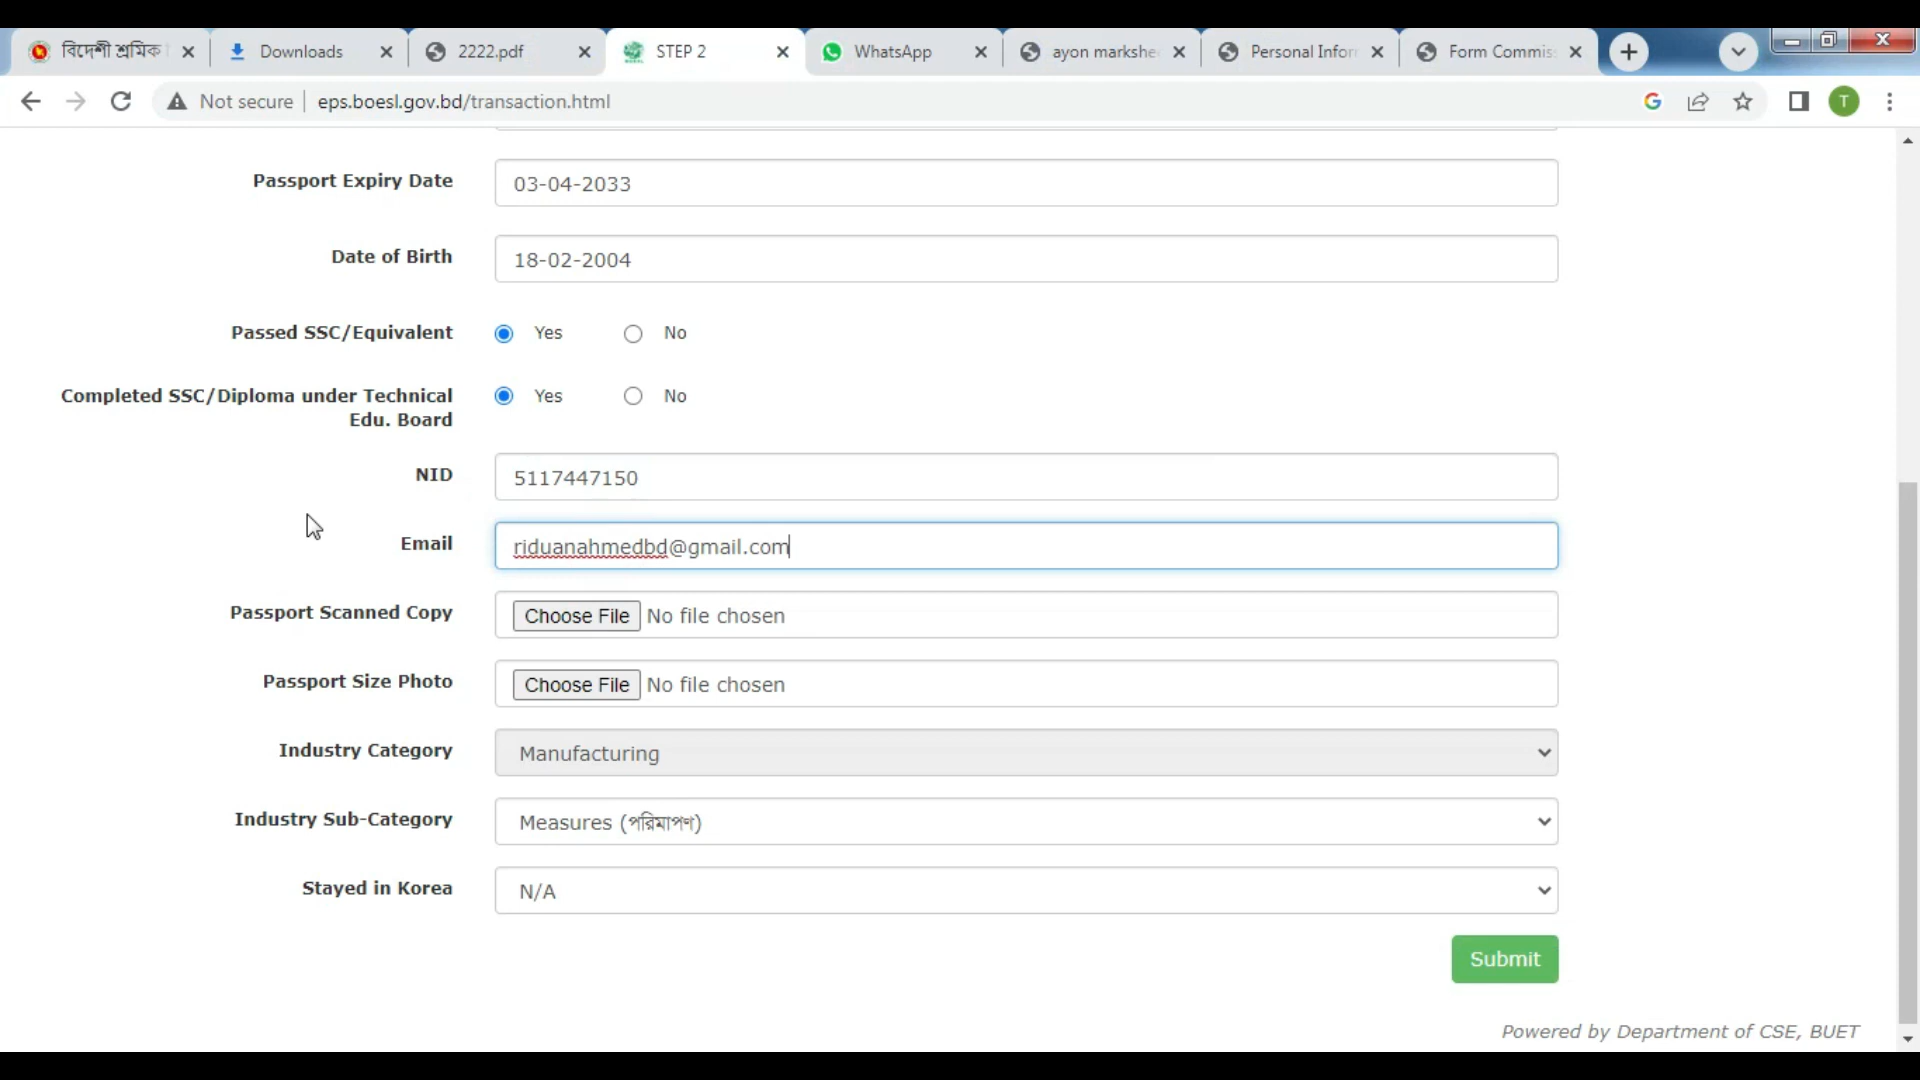 বিদেশী শ্রমিক
Downloads
2222.pdf
STEP 2
WhatsApp
ayon markshe
Personal Infor
Form Commis
Not secure
eps.boesl.gov.bd/transaction.html
T
Passport Expiry Date
03-04-2033
Date of Birth
18-02-2004
Passed SSC/Equivalent
Yes No
Completed SSC/Diploma under Technical
Edu. Board
Yes No
NID
5117447150
Email
riduanahmedbd@gmail.com
Passport Scanned Copy
Choose File No file chosen
Passport Size Photo
Choose File No file chosen
Industry Category
Manufacturing
Industry Sub-Category
Measures (পরিমাপণ)
Stayed in Korea
N/A
Submit
Powered by Department of CSE, BUET